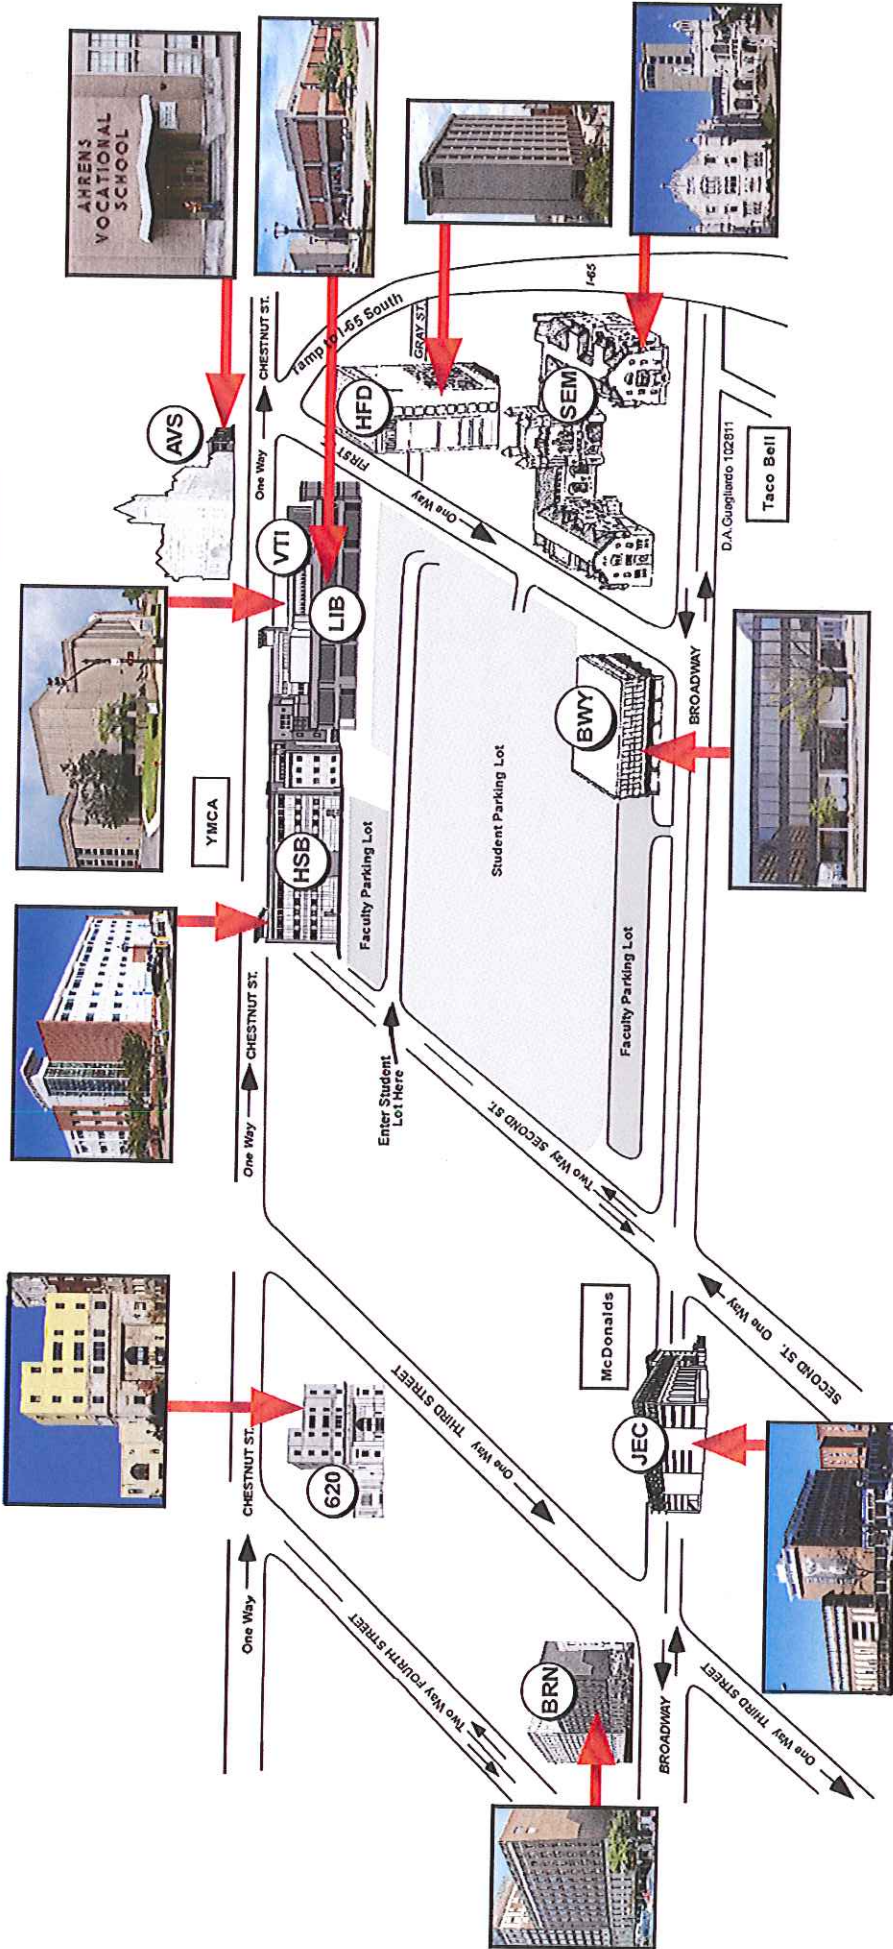 AHRENS
VOCATIONAL
SCHOOL
AVS
YMCA
CHESTNUT ST.
One Way
CHESTNUT ST.
One Way
CHESTNUT ST.
One Way
Tamp to I-65 South
I-65
GRAY ST.
HFD
SEM
VTI
LIB
HSB
620
FIRST
One Way
Faculty Parking Lot
Student Parking Lot
Faculty Parking Lot
Enter Student
Lot Here
BWY
Two Way SECOND ST.
THIRD STREET
One Way
Two Way FOURTH STREET
BRN
McDonalds
JEC
BROADWAY
BROADWAY
D.A.Guagliardo 102811
Taco Bell
SECOND ST.
One Way
One Way THIRD STREET